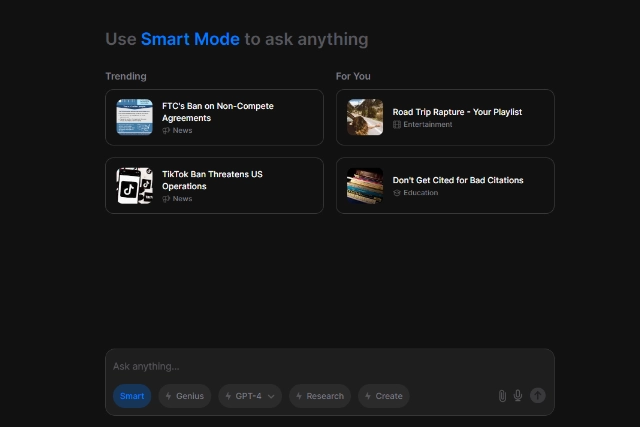 Use Smart Mode to ask anything
Trending
For You
FTC's Ban on Non-Compete
Agreements
News
Road Trip Rapture - Your Playlist
Entertainment
TikTok Ban Threatens US
Operations
News
Don't Get Cited for Bad Citations
Education
Ask anything...
Smart
Genius
GPT-4
Research
Create